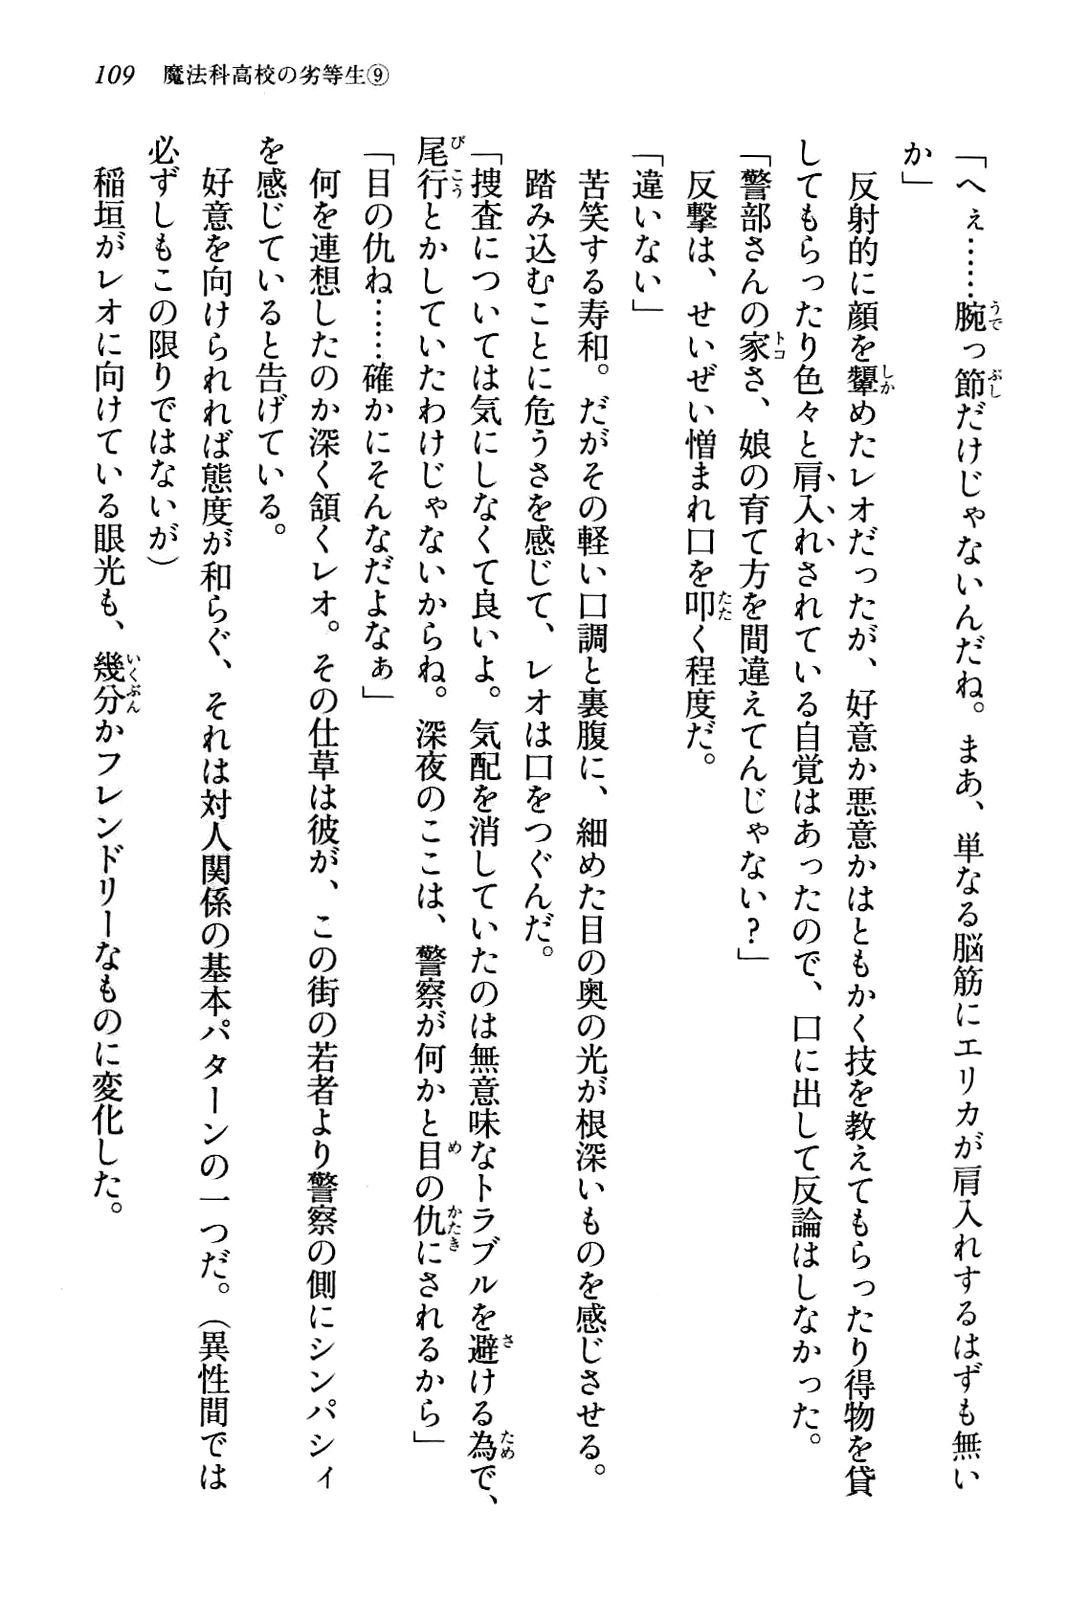 109 魔法科高校の劣等生⑨
「へぇ……腕っ節だけじゃないんだね。まあ、単なる脳筋にエリカが肩入れするはずも無い
か」
反射的に顔を顰めたレオだったが、好意か悪意かはともかく技を教えてもらったり得物を貸
してもらったり色々と肩入れされている自覚はあったので、口に出して反論はしなかった。
「警部さんの家さ、娘の育て方を間違えてんじゃない?」
反撃は、せいぜい憎まれ口を叩く程度だ。
「違いない」
苦笑する寿和。だがその軽い口調と裏腹に、細めた目の奥の光が根深いものを感じさせる。
踏み込むことに危うさを感じて、レオは口をつぐんだ。
「捜査については気にしなくて良いよ。気配を消していたのは無意味なトラブルを避ける為で、
尾行とかしていたわけじゃないからね。深夜のここは、警察が何かと目の仇にされるから」
「目の仇ね……確かにそんなだよなぁ」
何を連想したのか深く頷くレオ。その仕草は彼が、この街の若者より警察の側にシンパシィ
を感じていると告げている。
好意を向けられれば態度が和らぐ、それは対人関係の基本パターンの一つだ。(異性間では
必ずしもこの限りではないが)
稲垣がレオに向けている眼光も、幾分かフレンドリーなものに変化した。